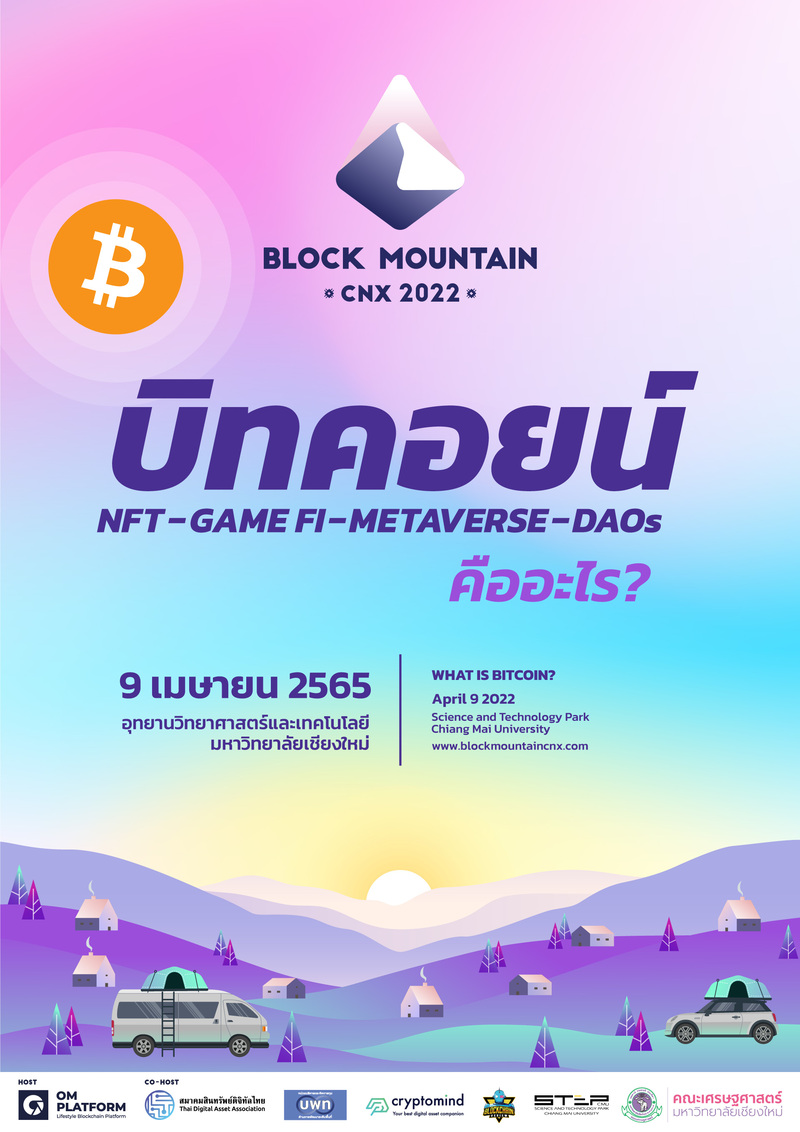 BLOCK MOUNTAIN
CNX 2022
บิทคอยน์
NFT-GAME FI-METAVERSE-DAOs
คืออะไร?
9 เมษายน 2565
อุทยานวิทยาศาสตร์และเทคโนโลยี
มหาวิทยาลัยเชียงใหม่
WHAT IS BITCOIN?
April 9 2022
Science and Technology Park
Chiang Mai University
www.blockmountaincnx.com
HOST
OM
PLATFORM
Lifestyle Blockchain Platform
CO-HOST
สมาคมสินทรัพย์ดิจิทัลไทย
Thai Digital Asset Association
บพท
cryptomind
Your best digital asset companion
BLOCKCHAIN
STEP
CMU
SCIENCE AND TECHNOLOGY PARK
CHIANG MAI UNIVERSITY
คณะเศรษฐศาสตร์
มหาวิทยาลัยเชียงใหม่